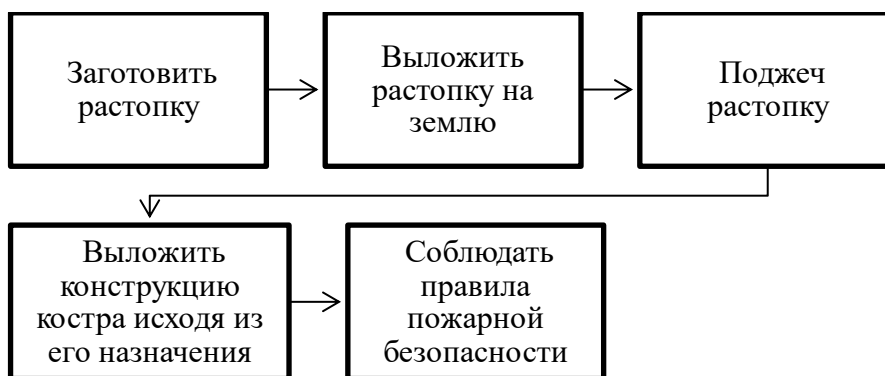 Заготовить
растопку
Выложить
растопку на
землю
Поджеч
растопку
Выложить
конструкцию
костра исходя из
его назначения
Соблюдать
правила
пожарной
безопасности